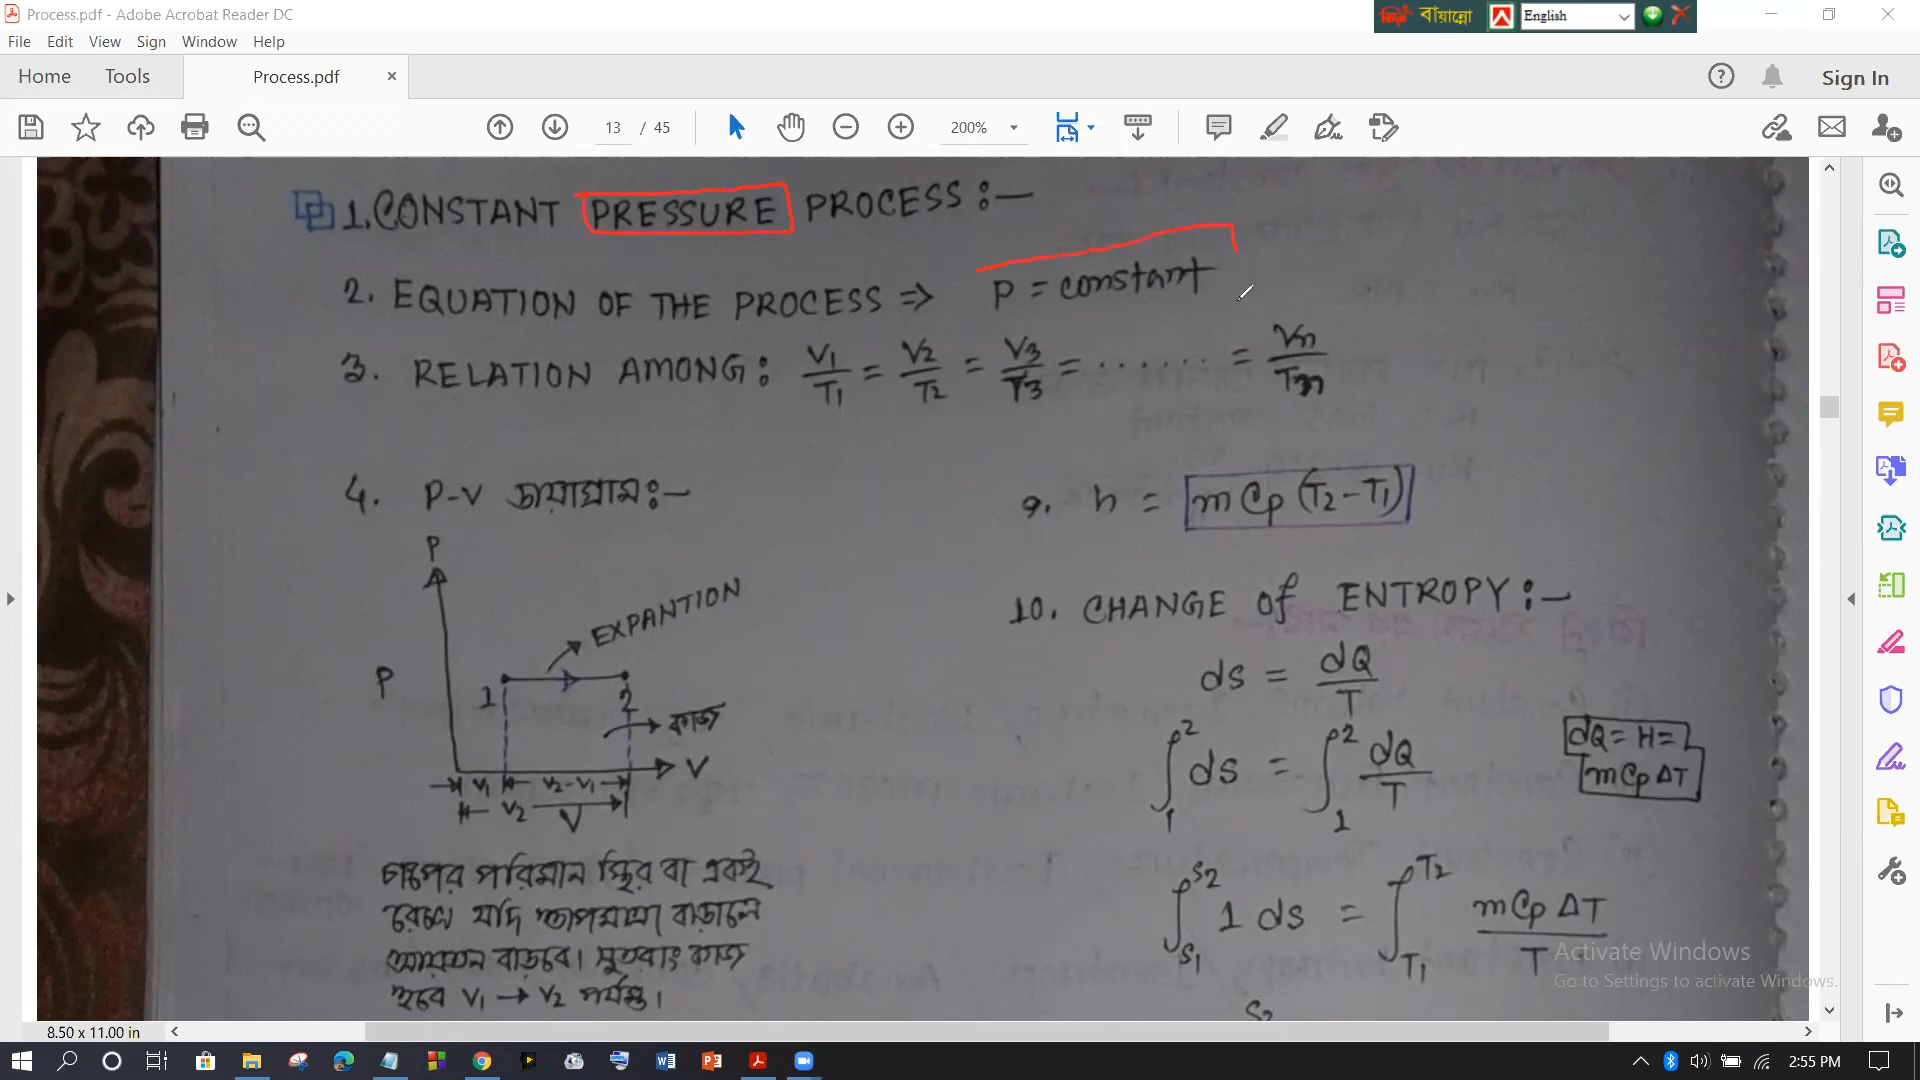 Process.pdf - Adobe Acrobat Reader DC
বায়ান্নো
English
File Edit View Sign Window Help
Home Tools Process.pdf
Sign In
13 / 45
200%
1. CONSTANT PRESSURE PROCESS :—
2. EQUATION OF THE PROCESS ⇒ P = constant
3. RELATION AMONG : V1/T1 = V2/T2 = V3/T3 = ...... = Vn/Tn
4. P-V ডায়াগ্রাম :—
P
EXPANTION
P
1 2
কাজ
V
V1 V2-V1
V2 V
চাপের পরিমান স্থির বা একই
রেখে যদি তাপমাত্রা বাড়ালে
আয়তন বাড়বে। সুতরাং কাজ
হবে V1 → V2 পর্যন্ত।
9. h = mCp (T2-T1)
10. CHANGE of ENTROPY :—
ds = dQ/T
∫₁² ds = ∫₁² dQ/T
dQ = H =
mCp ΔT
∫S1^S2 1 ds = ∫T1^T2 mCp ΔT / T
S2
Activate Windows
Go to Settings to activate Windows.
8.50 x 11.00 in
2:55 PM